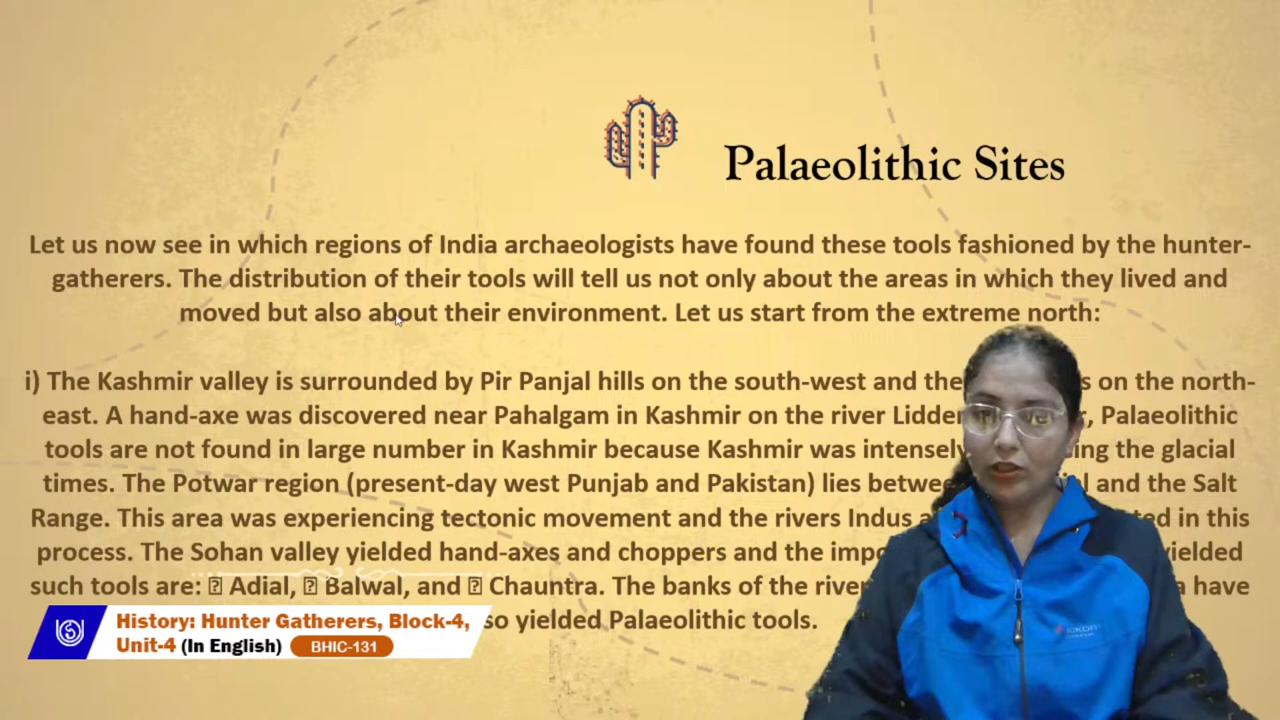 Palaeolithic Sites
Let us now see in which regions of India archaeologists have found these tools fashioned by the hunter-
gatherers. The distribution of their tools will tell us not only about the areas in which they lived and
moved but also about their environment. Let us start from the extreme north:
i) The Kashmir valley is surrounded by Pir Panjal hills on the south-west and the on the north-
east. A hand-axe was discovered near Pahalgam in Kashmir on the river Lidder Palaeolithic
tools are not found in large number in Kashmir because Kashmir was intensely the glacial
times. The Potwar region (present-day west Punjab and Pakistan) lies and the Salt
Range. This area was experiencing tectonic movement and the rivers Indus in this
process. The Sohan valley yielded hand-axes and choppers and the yielded
such tools are: Adial, Balwal, and Chauntra. The banks of the have
yielded Palaeolithic tools.
History: Hunter Gatherers, Block-4,
Unit-4 (In English) BHIC-131